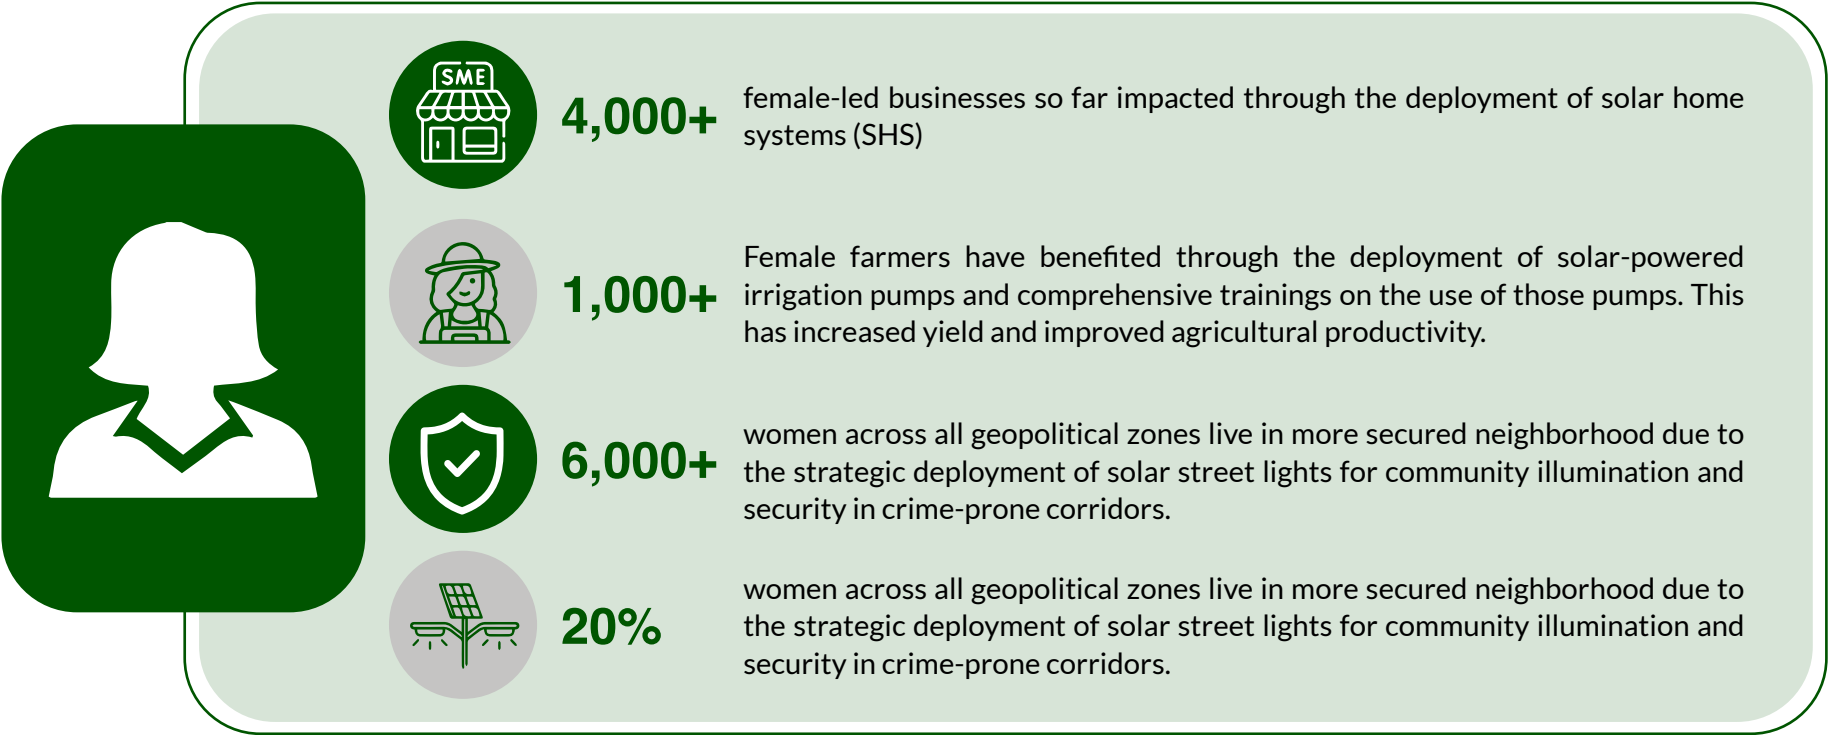 SME
4,000+
female-led businesses so far impacted through the deployment of solar home
systems (SHS)
1,000+
Female farmers have benefited through the deployment of solar-powered
irrigation pumps and comprehensive trainings on the use of those pumps. This
has increased yield and improved agricultural productivity.
6,000+
women across all geopolitical zones live in more secured neighborhood due to
the strategic deployment of solar street lights for community illumination and
security in crime-prone corridors.
20%
women across all geopolitical zones live in more secured neighborhood due to
the strategic deployment of solar street lights for community illumination and
security in crime-prone corridors.